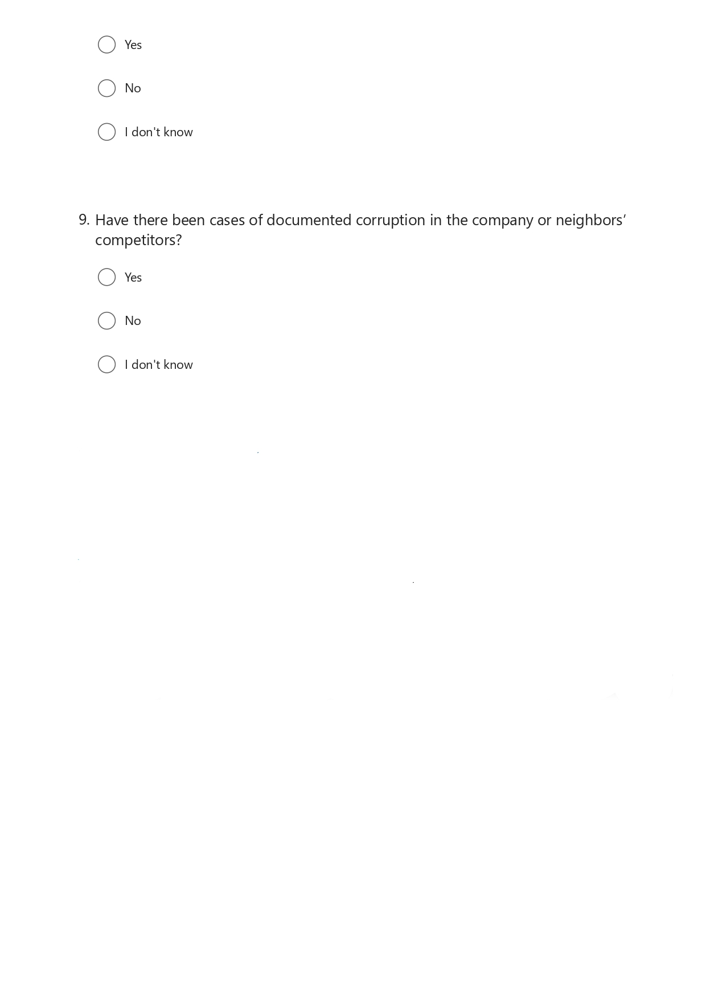 Yes
No
I don't know
9. Have there been cases of documented corruption in the company or neighbors’
competitors?
Yes
No
I don't know